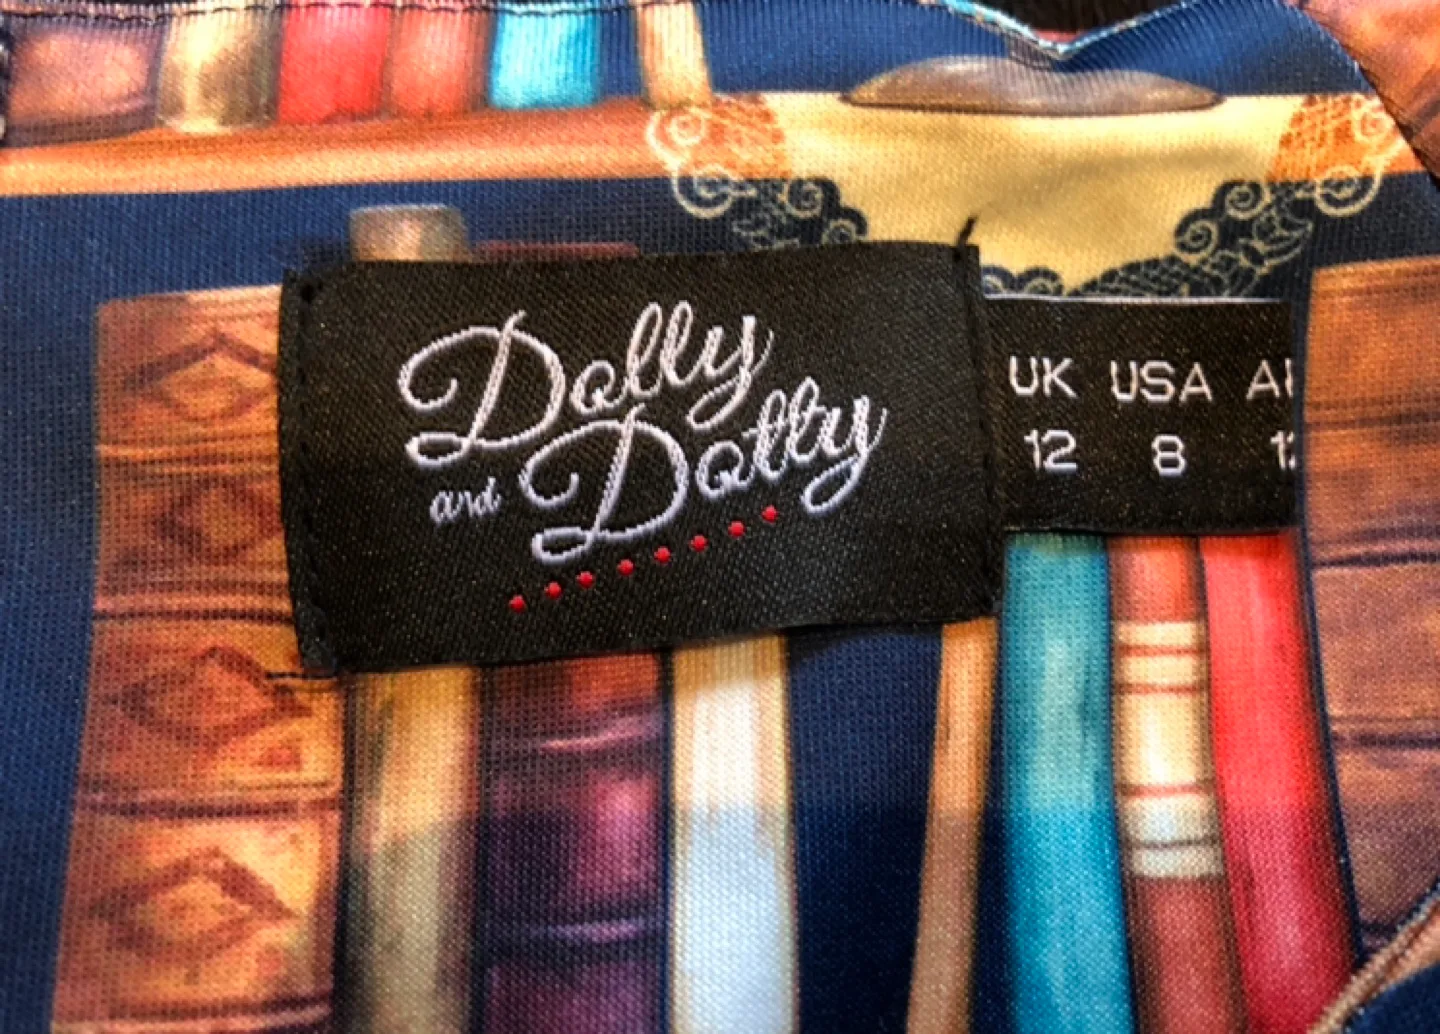 Dolly
and Dotty
UK USA
12 8